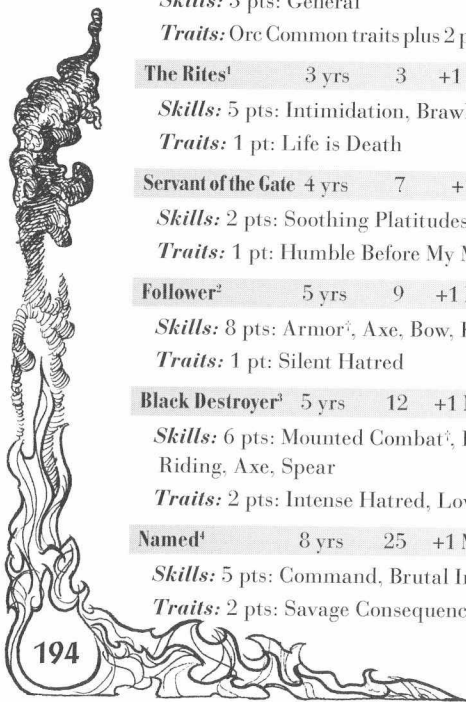 Skills: 3 pts: General
Traits: Orc Common traits plus 2 p
The Rites¹ 3 yrs 3 +1
Skills: 5 pts: Intimidation, Braw
Traits: 1 pt: Life is Death
Servant of the Gate 4 yrs 7 +
Skills: 2 pts: Soothing Platitudes
Traits: 1 pt: Humble Before My M
Follower² 5 yrs 9 +1
Skills: 8 pts: Armor†, Axe, Bow,
Traits: 1 pt: Silent Hatred
Black Destroyer³ 5 yrs 12 +1 M
Skills: 6 pts: Mounted Combat†,
Riding, Axe, Spear
Traits: 2 pts: Intense Hatred, Lov
Named⁴ 8 yrs 25 +1 M
Skills: 5 pts: Command, Brutal In
Traits: 2 pts: Savage Consequenc
194